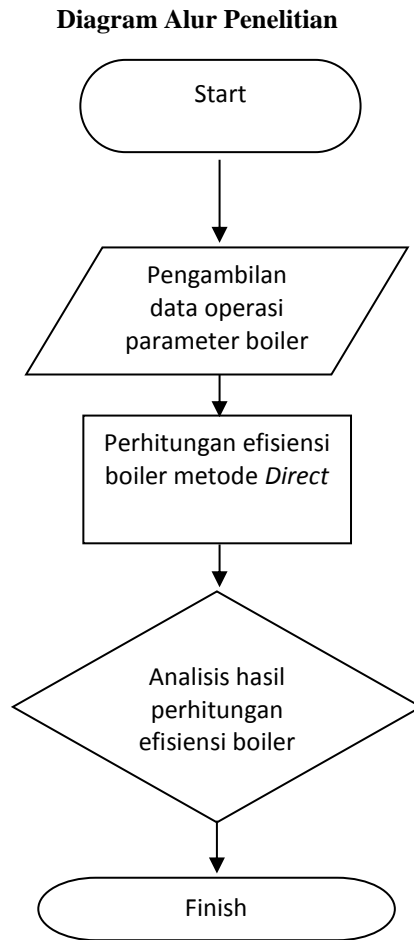 Diagram Alur Penelitian
Start
Pengambilan
data operasi
parameter boiler
Perhitungan efisiensi
boiler metode Direct
Analisis hasil
perhitungan
efisiensi boiler
Finish